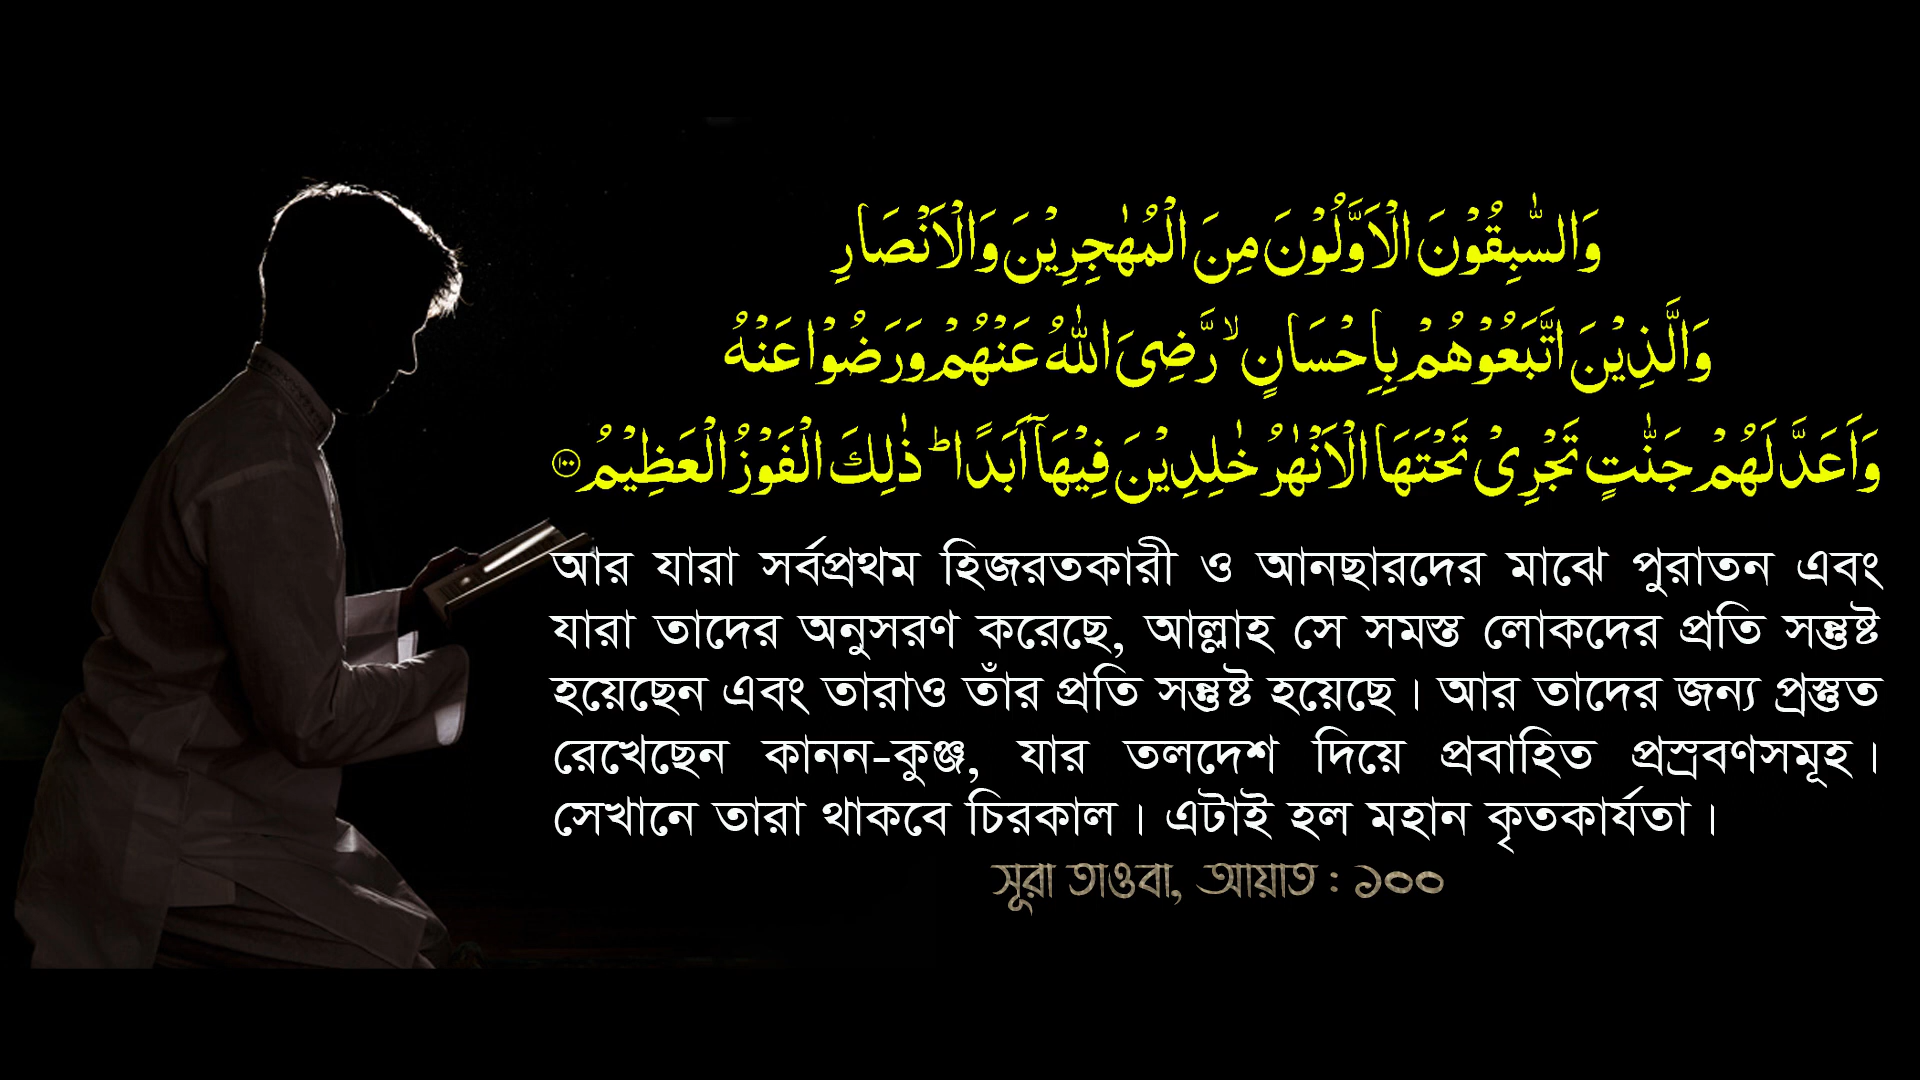 وَالسّٰبِقُوْنَ الْاَوَّلُوْنَ مِنَ الْمُهٰجِرِيْنَ وَالْاَنْصَارِ
وَالَّذِيْنَ اتَّبَعُوْهُمْ بِاِحْسَانٍ ۙ رَّضِىَ اللّٰهُ عَنْهُمْ وَرَضُوْا عَنْهُ
وَاَعَدَّ لَهُمْ جَنّٰتٍ تَجْرِىْ تَحْتَهَا الْاَنْهٰرُ خٰلِدِيْنَ فِيْهَاۤ اَبَدًا ؕ ذٰلِكَ الْفَوْزُ الْعَظِيْمُ ۝۱۰۰
আর যারা সর্বপ্রথম হিজরতকারী ও আনছারদের মাঝে পুরাতন এবং
যারা তাদের অনুসরণ করেছে, আল্লাহ সে সমস্ত লোকদের প্রতি সন্তুষ্ট
হয়েছেন এবং তারাও তাঁর প্রতি সন্তুষ্ট হয়েছে। আর তাদের জন্য প্রস্তুত
রেখেছেন কানন-কুঞ্জ, যার তলদেশ দিয়ে প্রবাহিত প্রস্রবণসমূহ।
সেখানে তারা থাকবে চিরকাল। এটাই হল মহান কৃতকার্যতা।
সূরা তাওবা, আয়াত : ১০০